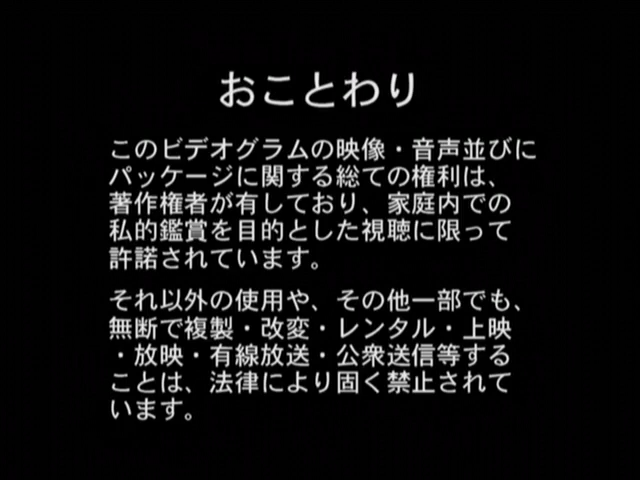 おことわり
このビデオグラムの映像・音声並びに
パッケージに関する総ての権利は、
著作権者が有しており、家庭内での
私的鑑賞を目的とした視聴に限って
許諾されています。
それ以外の使用や、その他一部でも、
無断で複製・改変・レンタル・上映
・放映・有線放送・公衆送信等する
ことは、法律により固く禁止されて
います。